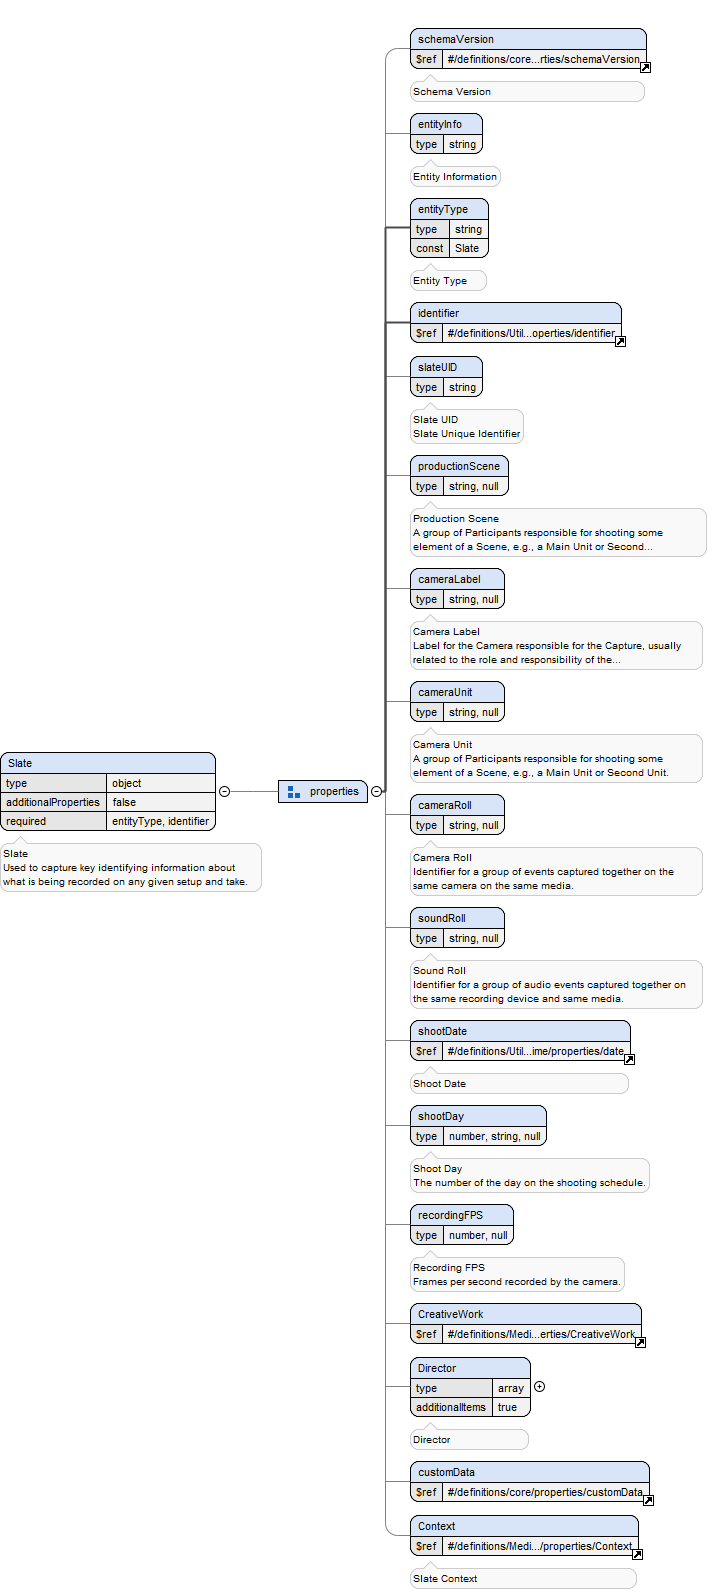 schemaVersion
$ref #/definitions/core...rties/schemaVersion
Schema Version
entityInfo
type string
Entity Information
entityType
type string
const Slate
Entity Type
identifier
$ref #/definitions/Util...operties/identifier
slateUID
type string
Slate UID
Slate Unique Identifier
productionScene
type string, null
Production Scene
A group of Participants responsible for shooting some
element of a Scene, e.g., a Main Unit or Second...
cameraLabel
type string, null
Camera Label
Label for the Camera responsible for the Capture, usually
related to the role and responsibility of the...
cameraUnit
type string, null
Camera Unit
A group of Participants responsible for shooting some
element of a Scene, e.g., a Main Unit or Second Unit.
Slate
type object
additionalProperties false
required entityType, identifier
Slate
Used to capture key identifying information about
what is being recorded on any given setup and take.
properties
cameraRoll
type string, null
Camera Roll
Identifier for a group of events captured together on the
same camera on the same media.
soundRoll
type string, null
Sound Roll
Identifier for a group of audio events captured together on
the same recording device and same media.
shootDate
$ref #/definitions/Util...ime/properties/date
Shoot Date
shootDay
type number, string, null
Shoot Day
The number of the day on the shooting schedule.
recordingFPS
type number, null
Recording FPS
Frames per second recorded by the camera.
CreativeWork
$ref #/definitions/Medi...erties/CreativeWork
Director
type array
additionalItems true
Director
customData
$ref #/definitions/core/properties/customData
Context
$ref #/definitions/Medi.../properties/Context
Slate Context